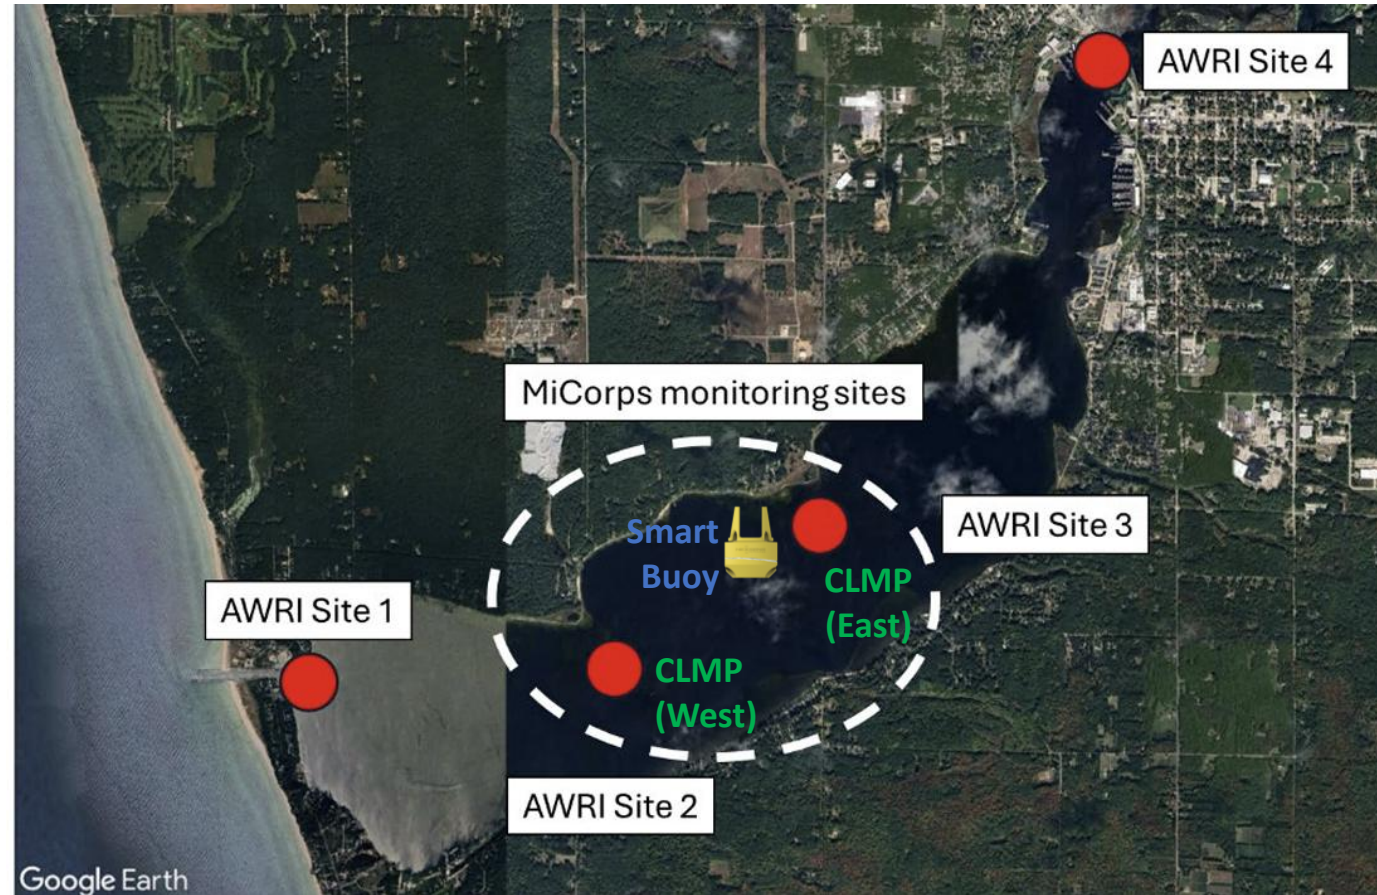 AWRI Site 4
MiCorps monitoring sites
Smart
Buoy
AWRI Site 3
CLMP
(East)
AWRI Site 1
CLMP
(West)
AWRI Site 2
Google Earth